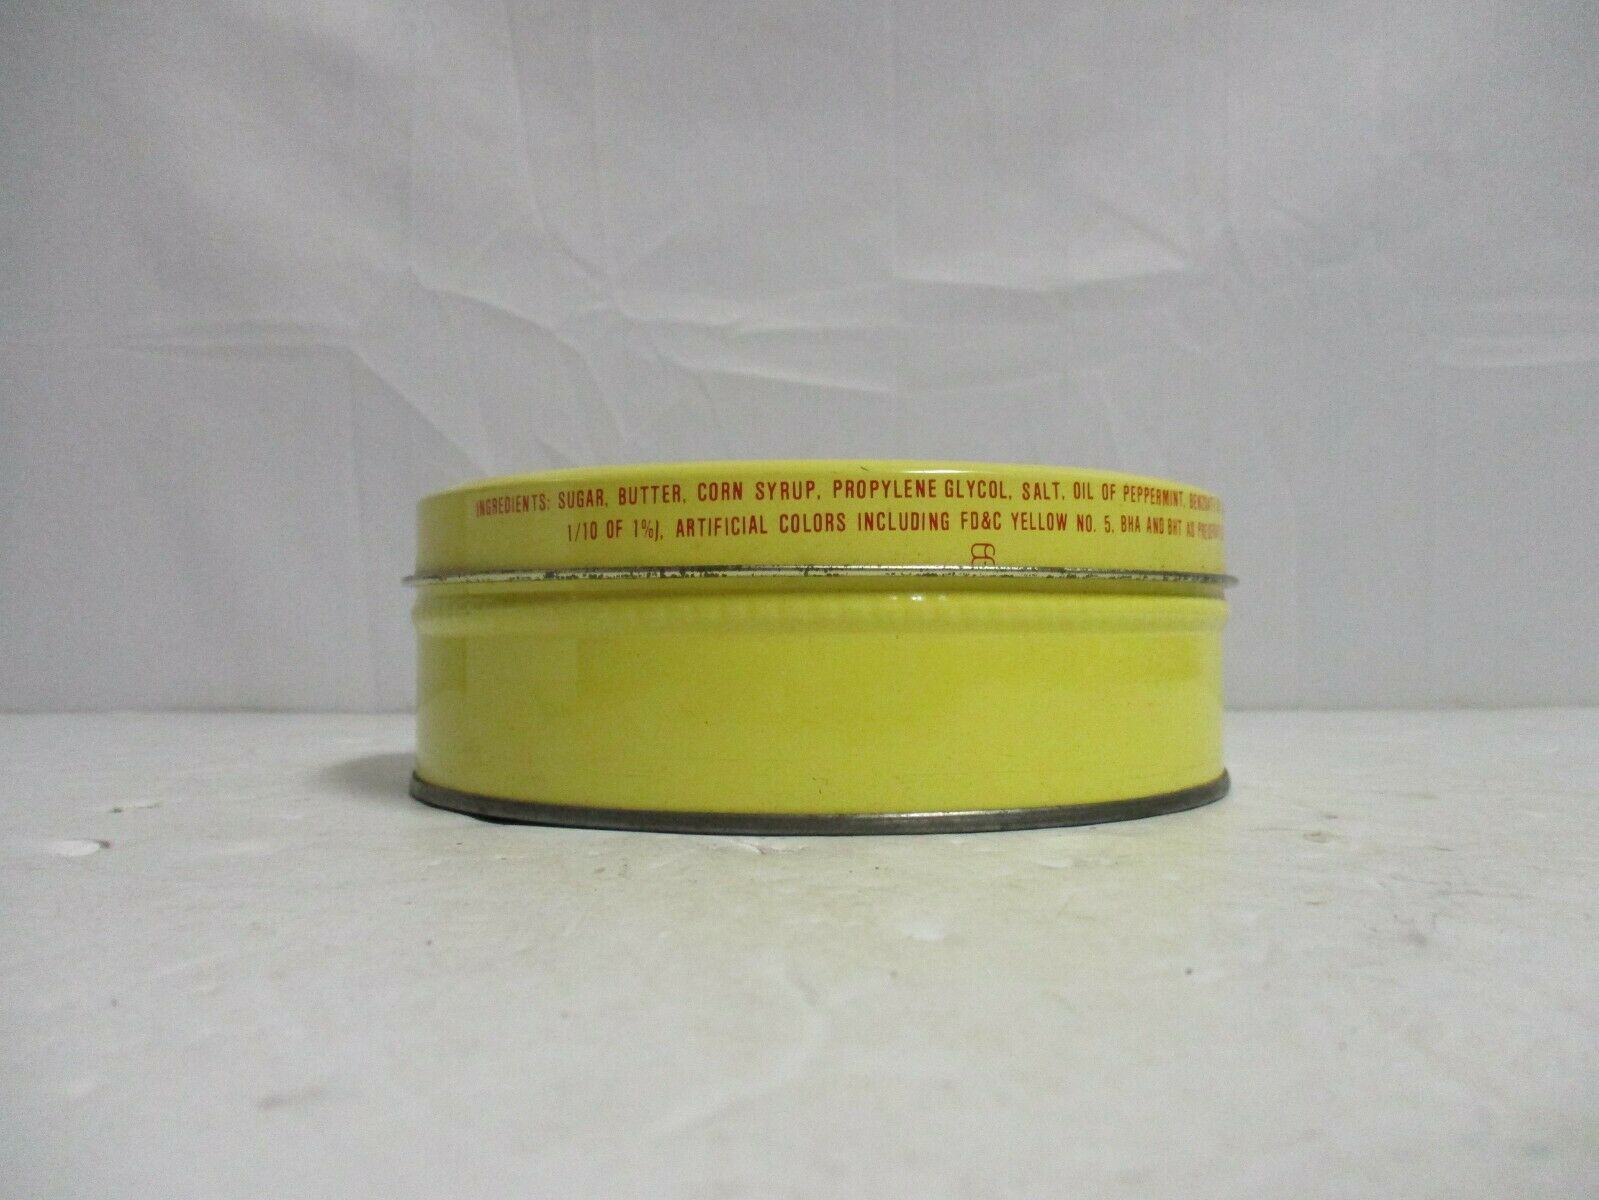 INGREDIENTS: SUGAR, BUTTER, CORN SYRUP, PROPYLENE GLYCOL, SALT, OIL OF PEPPERMINT,
1/10 OF 1%), ARTIFICIAL COLORS INCLUDING FD&C YELLOW NO. 5, BHA AND BHT AS